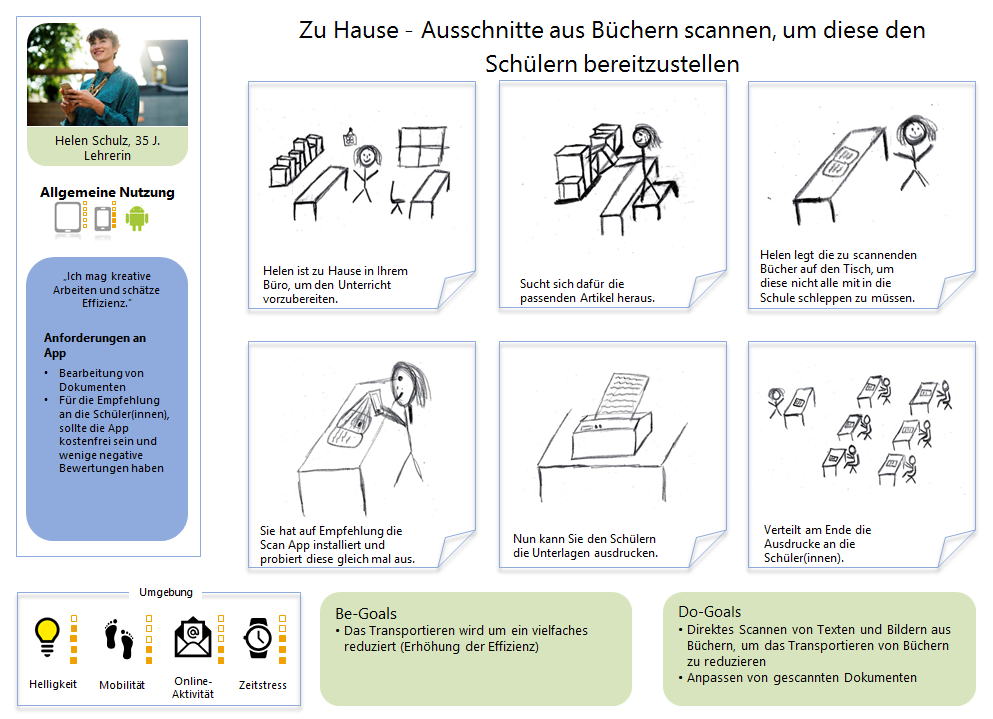 Zu Hause - Ausschnitte aus Büchern scannen, um diese den
Schülern bereitzustellen
Helen Schulz, 35 J.
Lehrerin
Allgemeine Nutzung
„Ich mag kreative
Arbeiten und schätze
Effizienz.“
Anforderungen an
App
• Bearbeitung von
Dokumenten
• Für die Empfehlung
an die Schüler(innen),
sollte die App
kostenfrei sein und
wenige negative
Bewertungen haben
Helen ist zu Hause in Ihrem
Büro, um den Unterricht
vorzubereiten.
Sucht sich dafür die
passenden Artikel heraus.
Helen legt die zu scannenden
Bücher auf den Tisch, um
diese nicht alle mit in die
Schule schleppen zu müssen.
Sie hat auf Empfehlung die
Scan App installiert und
probiert diese gleich mal aus.
Nun kann Sie den Schülern
die Unterlagen ausdrucken.
Verteilt am Ende die
Ausdrucke an die
Schüler(innen).
Umgebung
@
Helligkeit
Mobilität
Online-
Aktivität
Zeitstress
Be-Goals
• Das Transportieren wird um ein vielfaches
reduziert (Erhöhung der Effizienz)
Do-Goals
• Direktes Scannen von Texten und Bildern aus
Büchern, um das Transportieren von Büchern
zu reduzieren
• Anpassen von gescannten Dokumenten